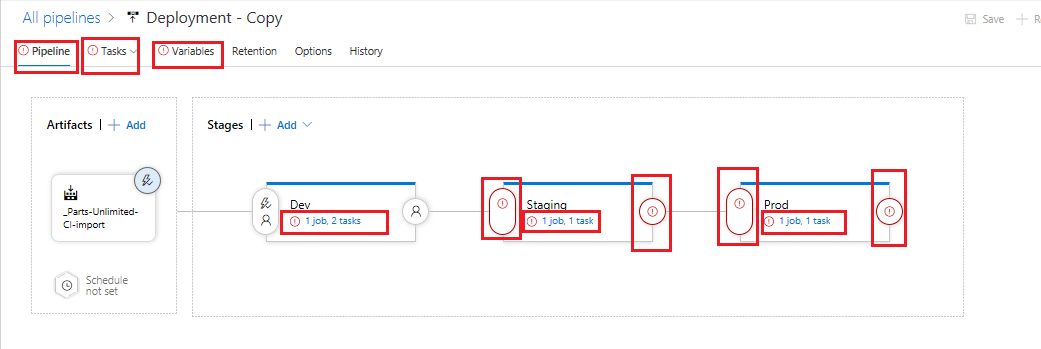 All pipelines > Deployment - Copy
Save + R
Pipeline Tasks Variables Retention Options History
Artifacts | + Add
Stages | + Add
_Parts-Unlimited-
CI-import
Dev
1 job, 2 tasks
Staging
1 job, 1 task
Prod
1 job, 1 task
Schedule
not set